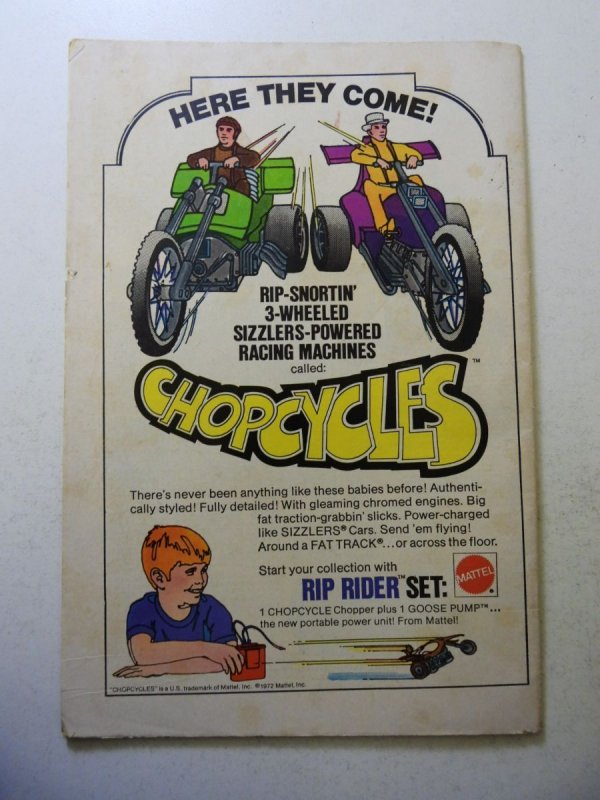 HERE THEY COME!
RIP-SNORTIN'
3-WHEELED
SIZZLERS-POWERED
RACING MACHINES
called:
CHOPCYCLES™
There's never been anything like these babies before! Authenti-
cally styled! Fully detailed! With gleaming chromed engines. Big
fat traction-grabbin' slicks. Power-charged
like SIZZLERS® Cars. Send 'em flying!
Around a FAT TRACK®...or across the floor.
Start your collection with
RIP RIDER™ SET:
MATTEL®
1 CHOPCYCLE Chopper plus 1 GOOSE PUMP™...
the new portable power unit! From Mattel!
"CHOPCYCLES" is a U.S. trademark of Mattel, Inc. ©1972 Mattel, Inc.